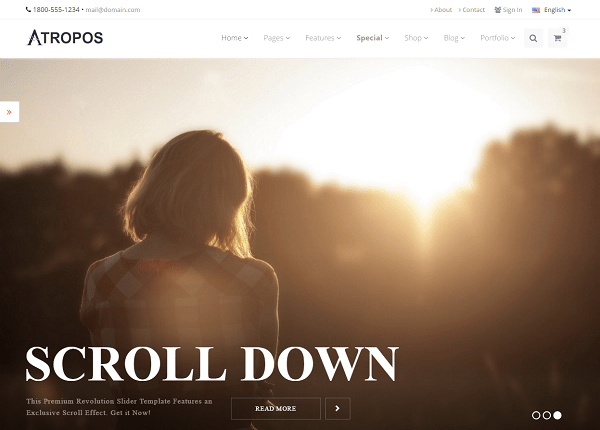 1800-555-1234 • mail@domain.com
About Contact Sign In English
ATROPOS
Home Pages Features Special Shop Blog Portfolio 3
SCROLL DOWN
This Premium Revolution Slider Template Features an
Exclusive Scroll Effect. Get it Now!
READ MORE